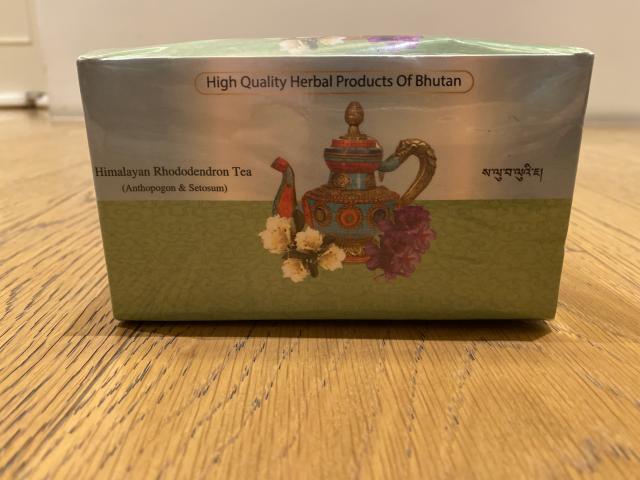 High Quality Herbal Products Of Bhutan
Himalayan Rhododendron Tea
(Anthopogon & Setosum)
ས་ལུ་བ་ལུའི་ཇ།